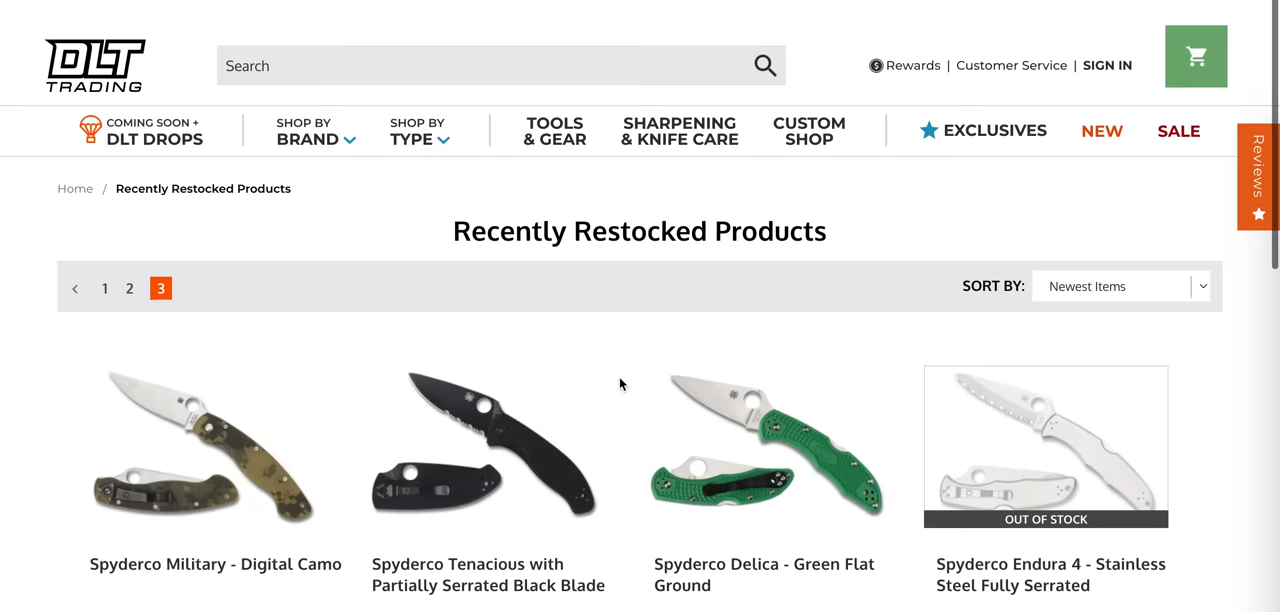 DLT
TRADING
Search
Rewards | Customer Service | SIGN IN
COMING SOON +
DLT DROPS
SHOP BY
BRAND
SHOP BY
TYPE
TOOLS
& GEAR
SHARPENING
& KNIFE CARE
CUSTOM
SHOP
EXCLUSIVES
NEW
SALE
Reviews
Home / Recently Restocked Products
Recently Restocked Products
< 1 2 3
SORT BY: Newest Items
OUT OF STOCK
Spyderco Military - Digital Camo
Spyderco Tenacious with
Partially Serrated Black Blade
Spyderco Delica - Green Flat
Ground
Spyderco Endura 4 - Stainless
Steel Fully Serrated